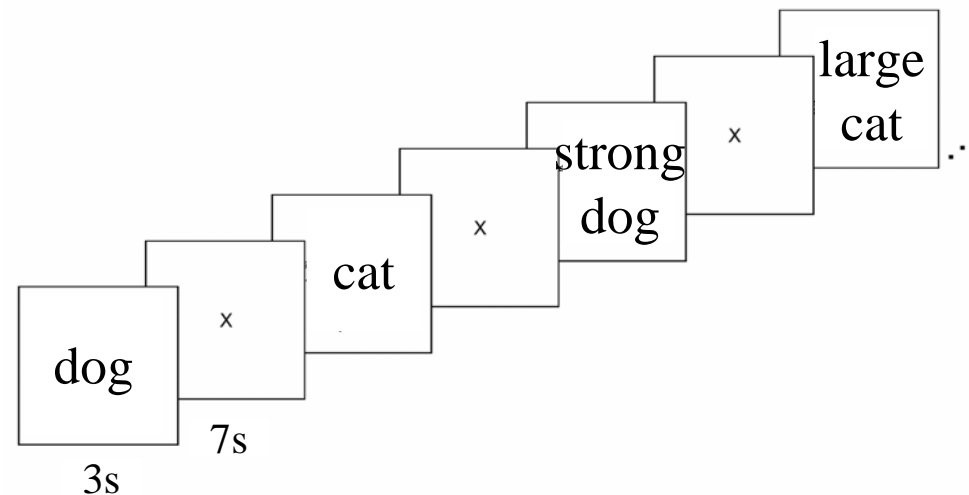 dog
3s
x
7s
cat
x
strong
dog
x
large
cat